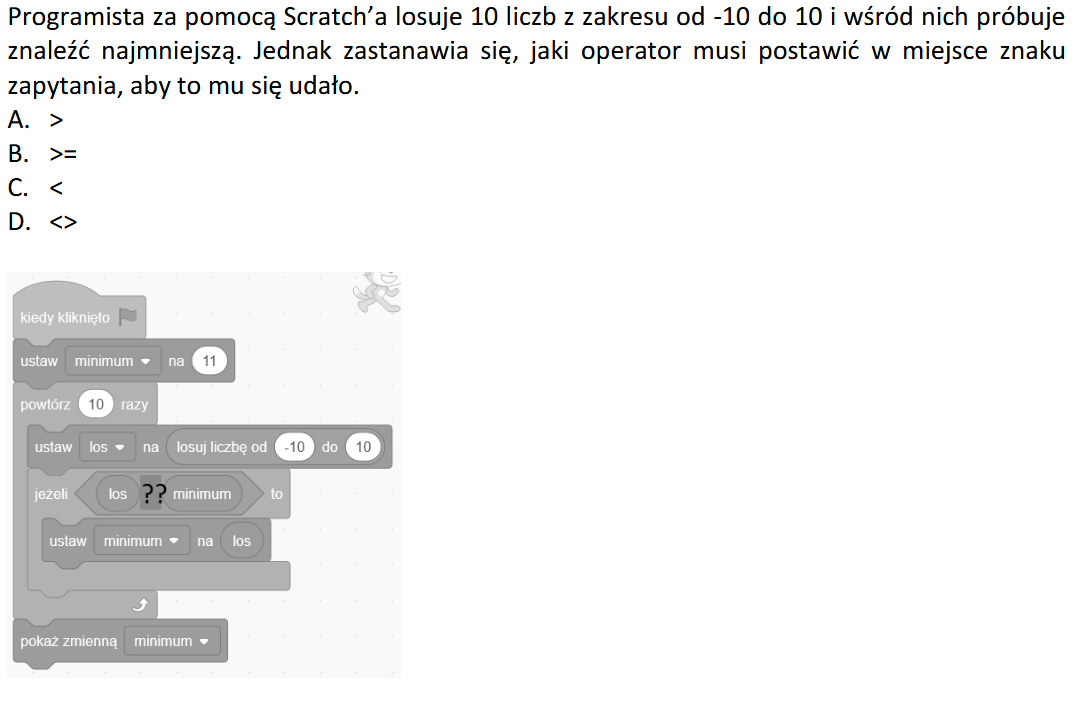 Programista za pomocą Scratch’a losuje 10 liczb z zakresu od -10 do 10 i wśród nich próbuje
znaleźć najmniejszą. Jednak zastanawia się, jaki operator musi postawić w miejsce znaku
zapytania, aby to mu się udało.
A. >
B. >=
C. <
D. <>
kiedy kliknięto
ustaw minimum na 11
powtórz 10 razy
ustaw los na losuj liczbę od -10 do 10
jeżeli los ?? minimum to
ustaw minimum na los
pokaż zmienną minimum